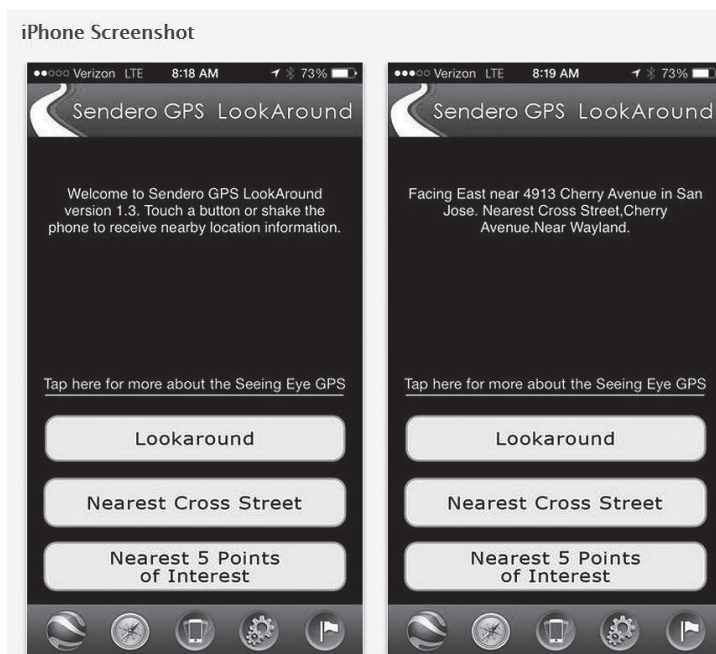 iPhone Screenshot
Verizon LTE 8:18 AM 73%
Sendero GPS LookAround
Welcome to Sendero GPS LookAround
version 1.3. Touch a button or shake the
phone to receive nearby location information.
Tap here for more about the Seeing Eye GPS
Lookaround
Nearest Cross Street
Nearest 5 Points
of Interest
Verizon LTE 8:19 AM 73%
Sendero GPS LookAround
Facing East near 4913 Cherry Avenue in San
Jose. Nearest Cross Street,Cherry
Avenue.Near Wayland.
Tap here for more about the Seeing Eye GPS
Lookaround
Nearest Cross Street
Nearest 5 Points
of Interest